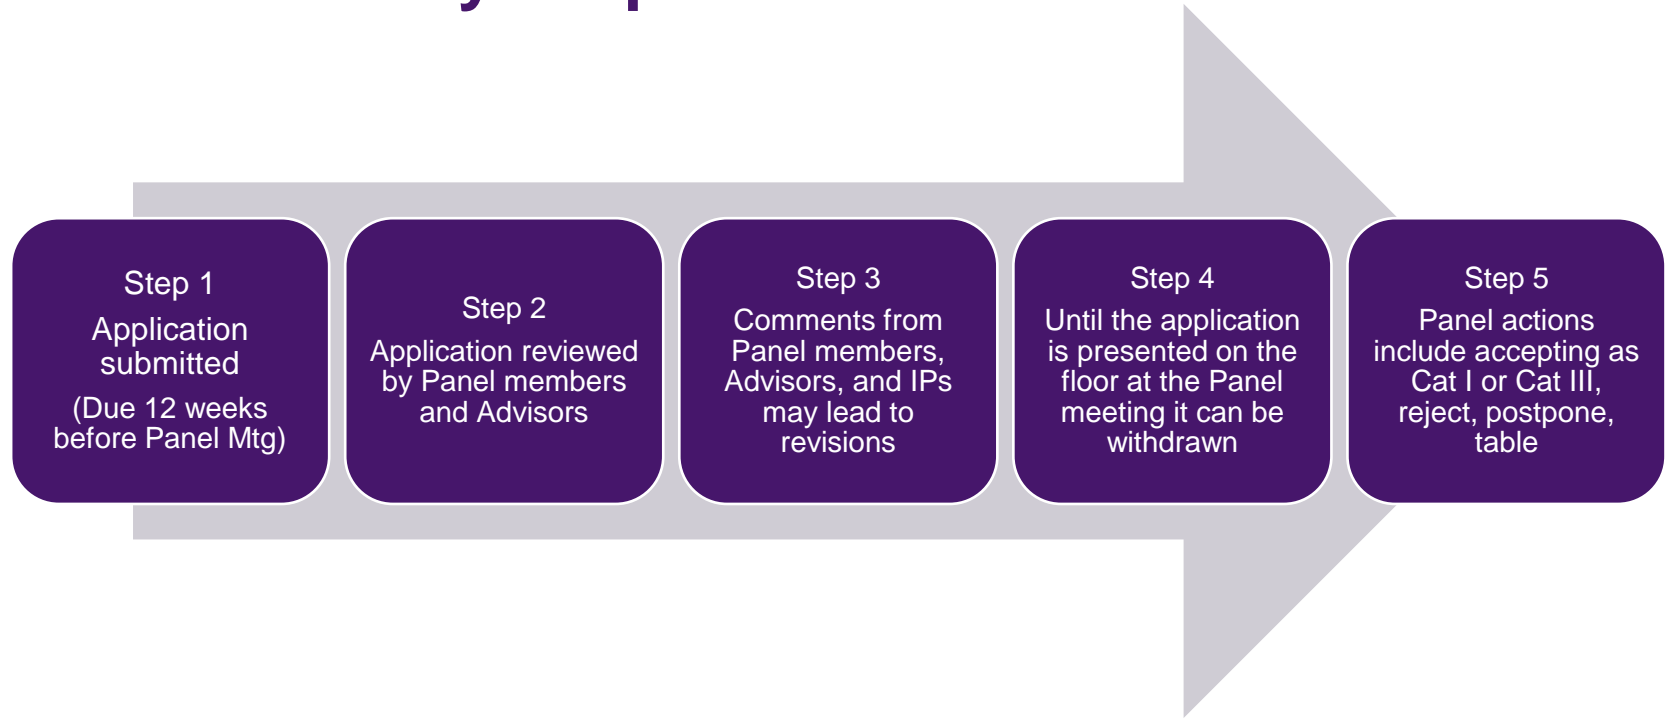 Step 1
Application
submitted
(Due 12 weeks
before Panel Mtg)
Step 2
Application reviewed
by Panel members
and Advisors
Step 3
Comments from
Panel members,
Advisors, and IPs
may lead to
revisions
Step 4
Until the application
is presented on the
floor at the Panel
meeting it can be
withdrawn
Step 5
Panel actions
include accepting as
Cat I or Cat III,
reject, postpone,
table